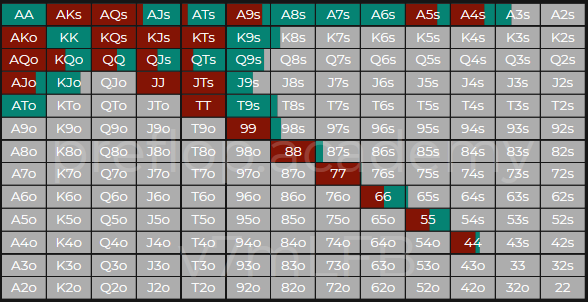 AA AKs AQs AJs ATs A9s A8s A7s A6s A5s A4s A3s A2s
AKo KK KQs KJs KTs K9s K8s K7s K6s K5s K4s K3s K2s
AQo KQo QQ QJs QTs Q9s Q8s Q7s Q6s Q5s Q4s Q3s Q2s
AJo KJo QJo JJ JTs J9s J8s J7s J6s J5s J4s J3s J2s
ATo KTo QTo JTo TT T9s T8s T7s T6s T5s T4s T3s T2s
A9o K9o Q9o J9o T9o 99 98s 97s 96s 95s 94s 93s 92s
A8o K8o Q8o J8o T8o 98o 88 87s 86s 85s 84s 83s 82s
preflop.academy
A7o K7o Q7o J7o T7o 97o 87o 77 76s 75s 74s 73s 72s
A6o K6o Q6o J6o T6o 96o 86o 76o 66 65s 64s 63s 62s
A5o K5o Q5o J5o T5o 95o 85o 75o 65o 55 54s 53s 52s
A4o K4o Q4o J4o T4o 94o 84o 74o 64o 54o 44 43s 42s
A3o K3o Q3o J3o T3o 93o 83o 73o 63o 53o 43o 33 32s
A2o K2o Q2o J2o T2o 92o 82o 72o 62o 52o 42o 32o 22